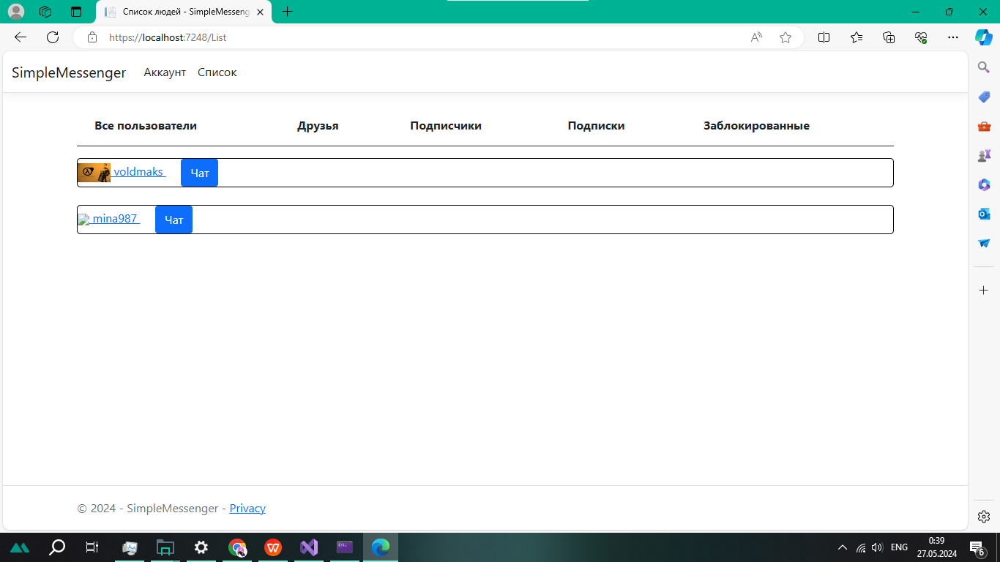 Список людей - SimpleMesseng
https://localhost:7248/List
SimpleMessenger Аккаунт Список
Все пользователи Друзья Подписчики Подписки Заблокированные
voldmaks Чат
mina987 Чат
© 2024 - SimpleMessenger - Privacy
ENG
0:39
27.05.2024
6